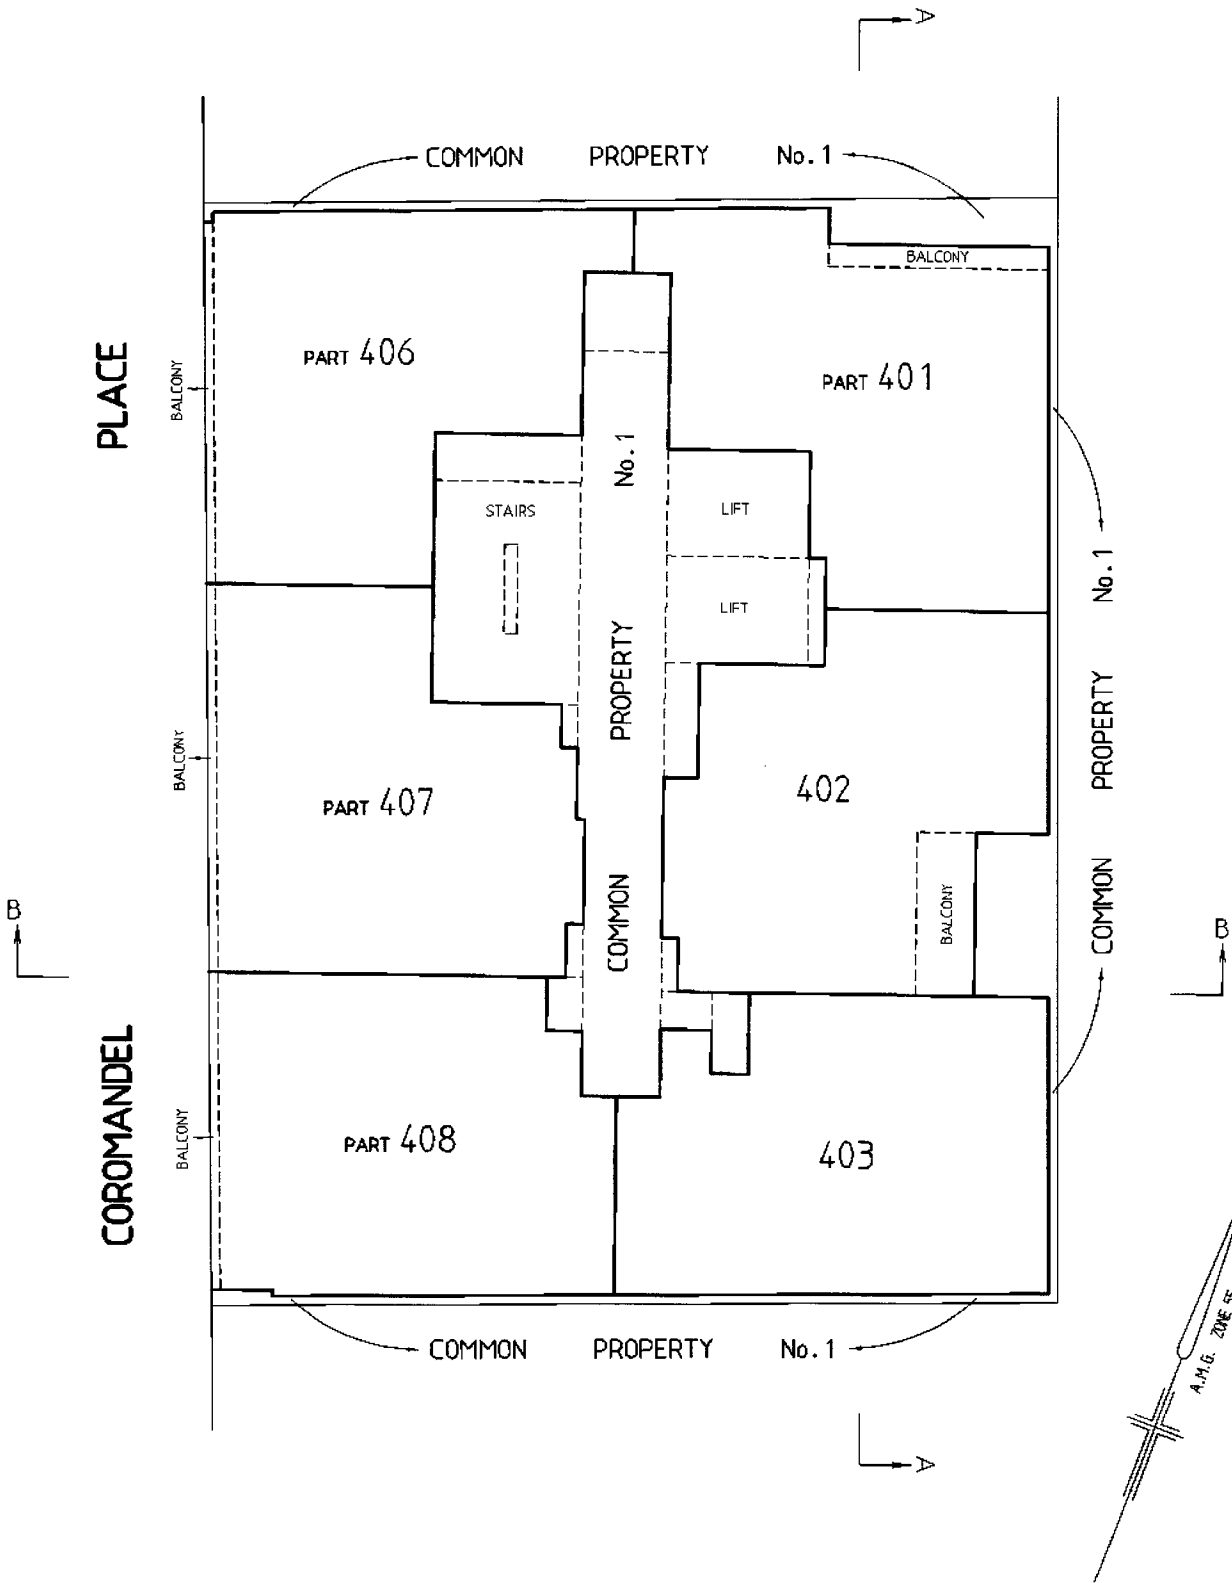 A
COMMON PROPERTY No. 1
BALCONY
PLACE
BALCONY
PART 406
PART 401
No. 1
STAIRS
LIFT
LIFT
PROPERTY
COMMON
No. 1
PROPERTY
COMMON
BALCONY
PART 407
402
BALCONY
B
B
COROMANDEL
BALCONY
PART 408
403
COMMON PROPERTY No. 1
A.M.G. ZONE 55
A